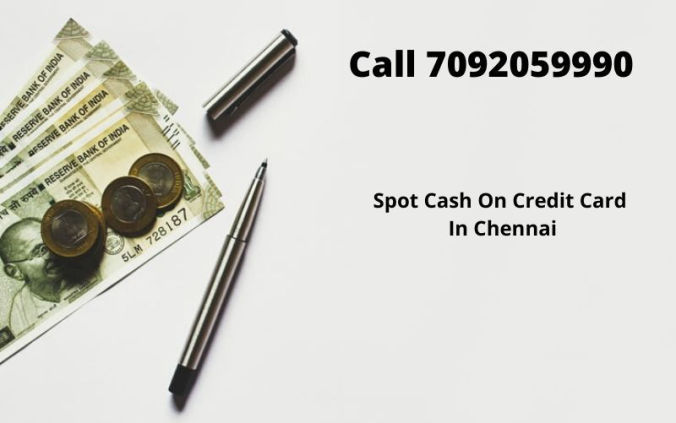 Call 7092059990
Spot Cash On Credit Card
In Chennai
RESERVE BANK OF INDIA
RESERVE BANK OF INDIA
RESERVE BANK OF INDIA
RESERVE BANK OF INDIA
5LM 728187